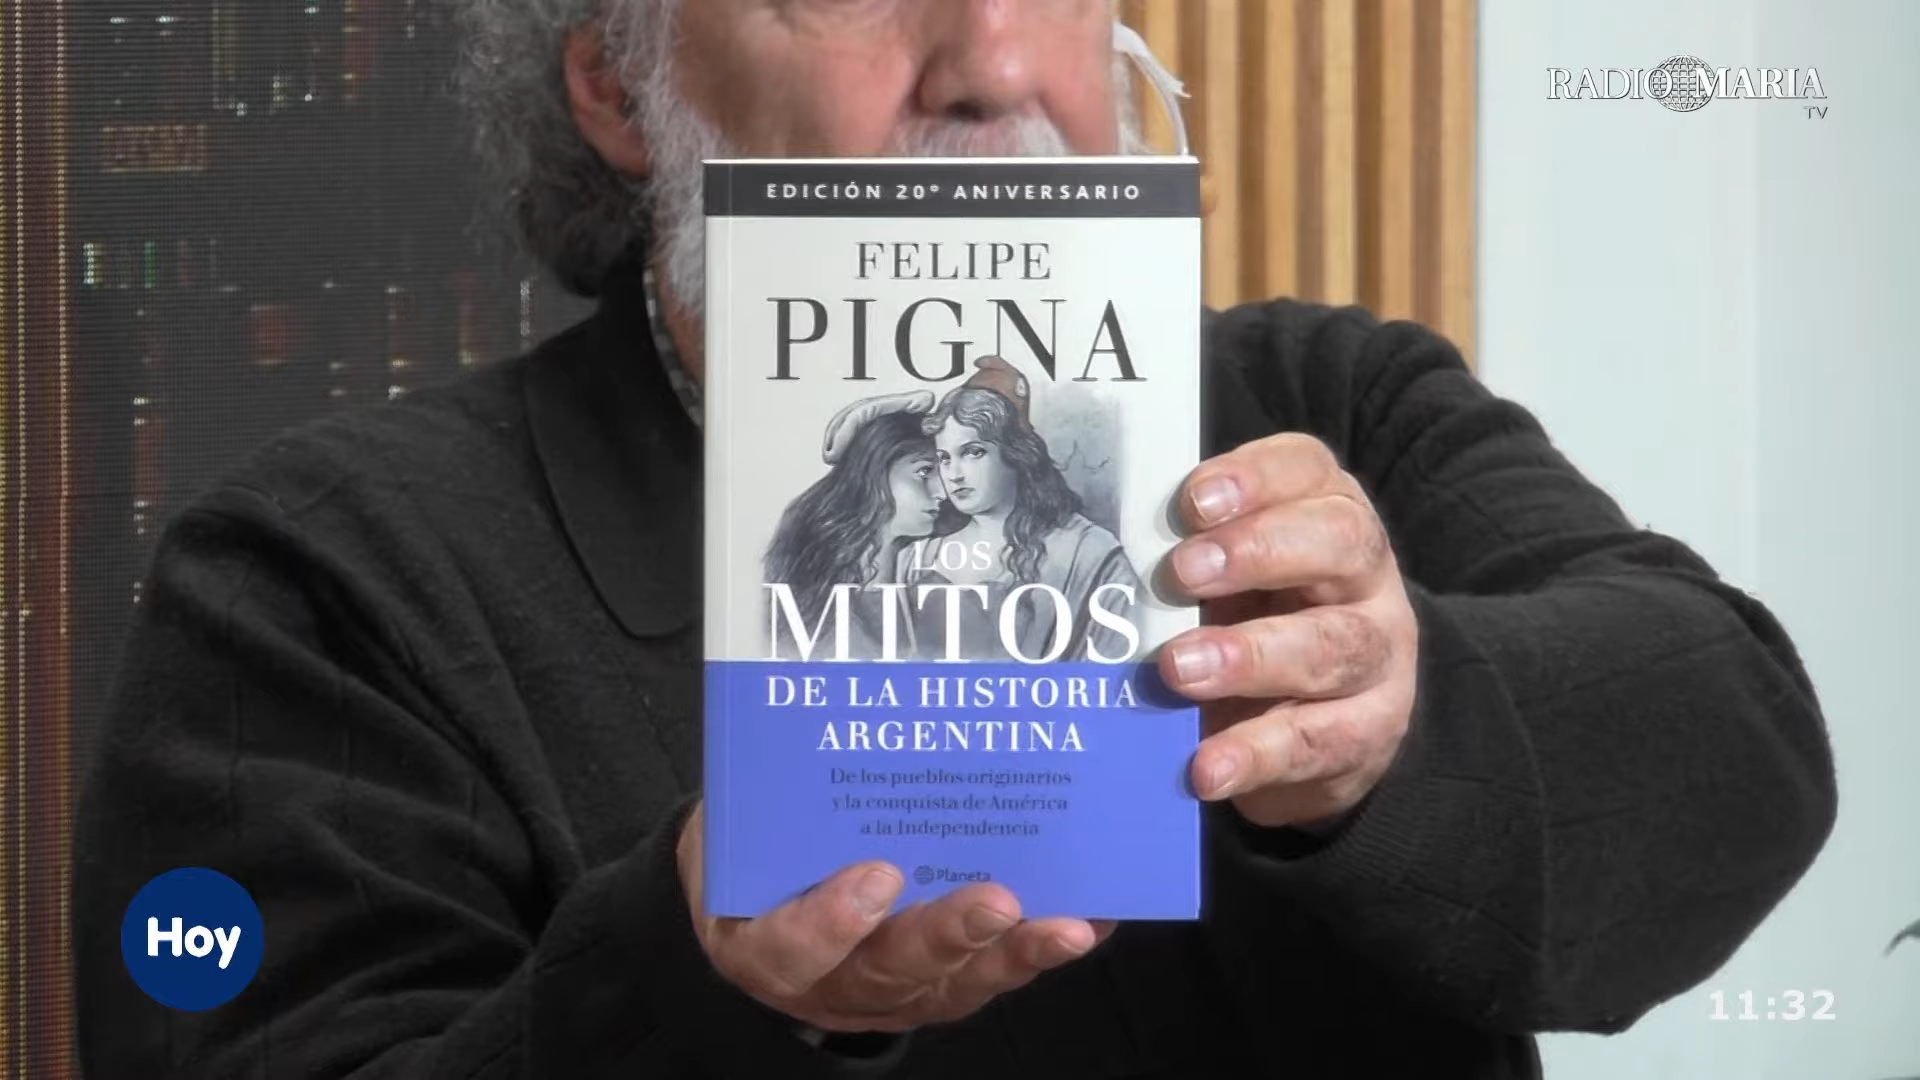 RADIO MARIA
TV
EDICIÓN 20º ANIVERSARIO
FELIPE
PIGNA
LOS
MITOS
DE LA HISTORIA
ARGENTINA
De los pueblos originarios
y la conquista de América
a la Independencia
Planeta
Hoy
11:32